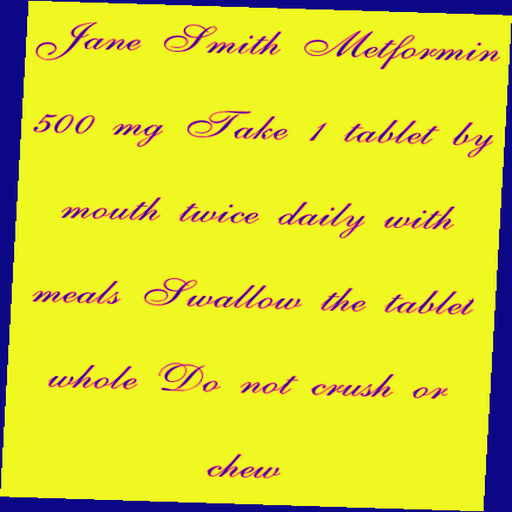 Jane Smith Metformin
500 mg Take 1 tablet by
mouth twice daily with
meals Swallow the tablet
whole Do not crush or
chew